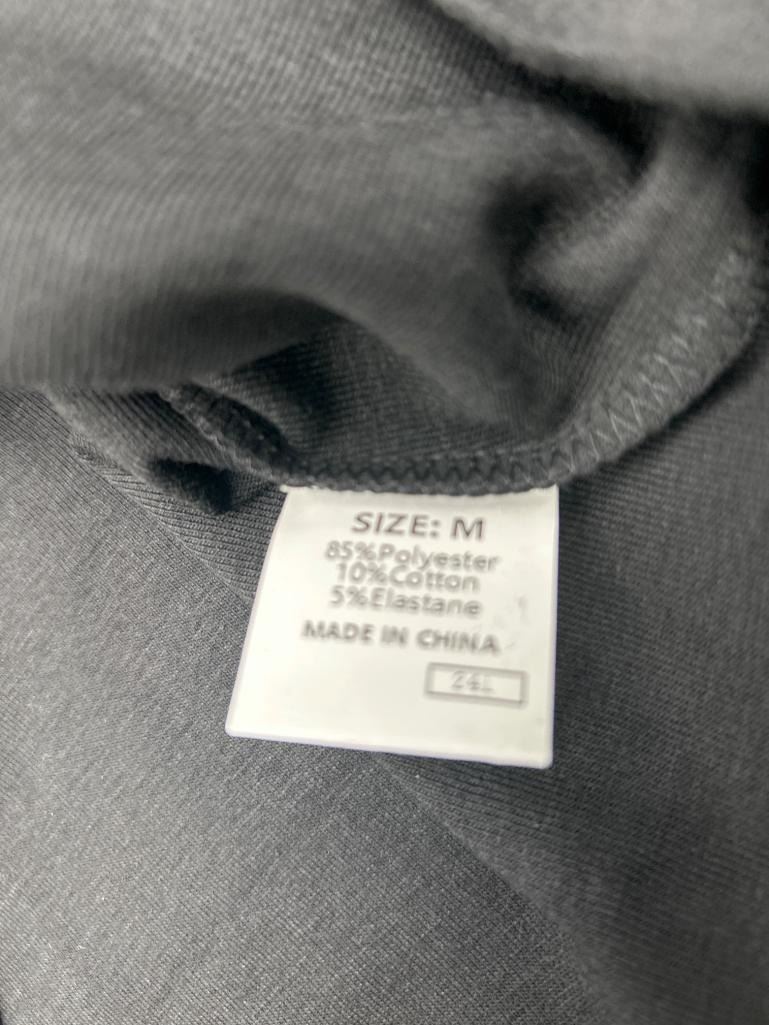 SIZE: M
85%Polyester
10%Cotton
5%Elastane
MADE IN CHINA
24L